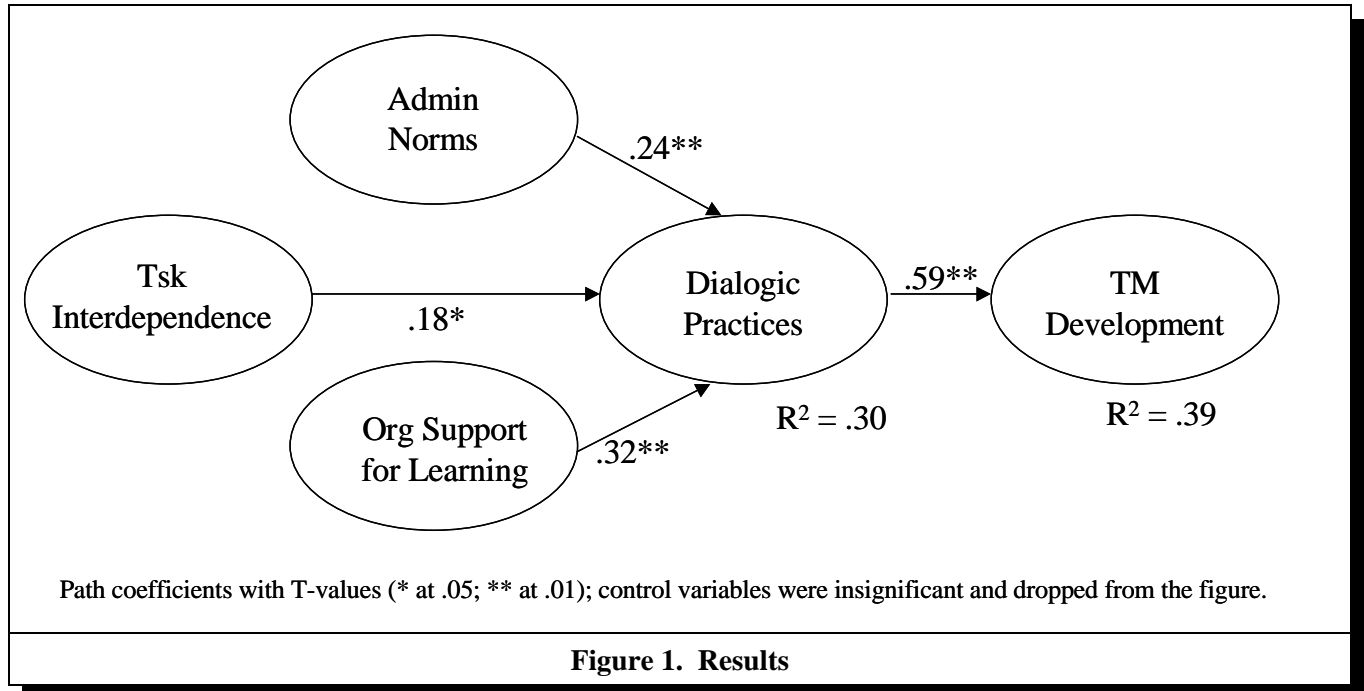 Admin
Norms
.24**
Tsk
Interdependence
.18*
Dialogic
Practices
.59**
TM
Development
Org Support
for Learning
.32**
R² = .30
R² = .39
Path coefficients with T-values (* at .05; ** at .01); control variables were insignificant and dropped from the figure.
Figure 1. Results